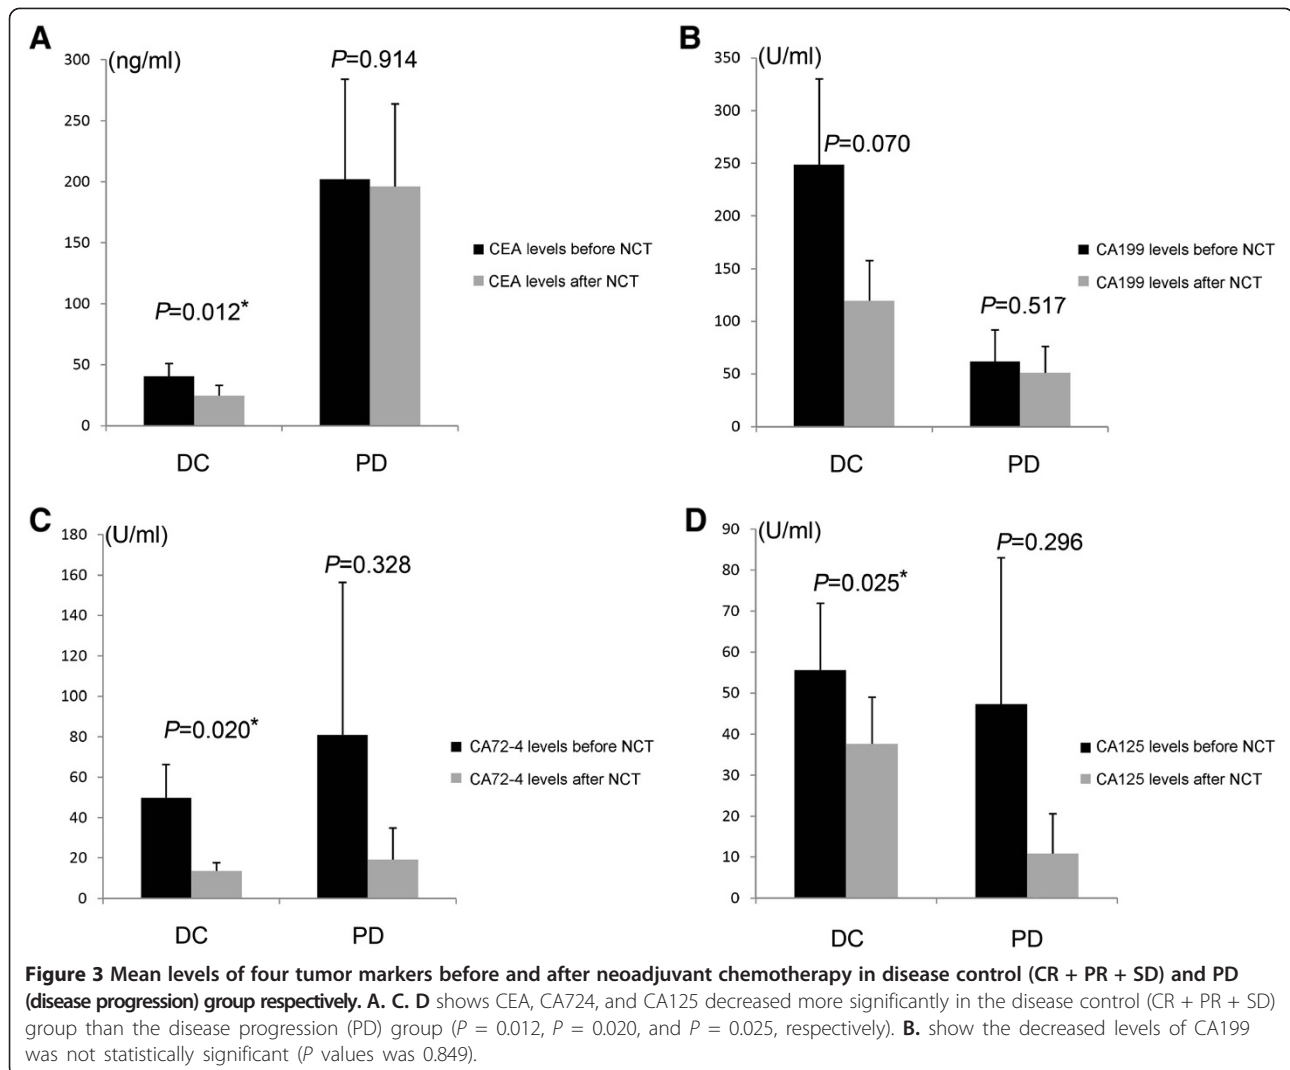 A
(ng/ml)
P=0.914
300
250
200
150
100
50
0
P=0.012*
CEA levels before NCT
CEA levels after NCT
DC
PD
B
(U/ml)
350
300
250
200
150
100
50
0
P=0.070
P=0.517
CA199 levels before NCT
CA199 levels after NCT
DC
PD
C
(U/ml)
180
160
140
120
100
80
60
40
20
0
P=0.328
P=0.020*
CA72-4 levels before NCT
CA72-4 levels after NCT
DC
PD
D
(U/ml)
90
80
70
60
50
40
30
20
10
0
P=0.296
P=0.025*
CA125 levels before NCT
CA125 levels after NCT
DC
PD
Figure 3 Mean levels of four tumor markers before and after neoadjuvant chemotherapy in disease control (CR + PR + SD) and PD
(disease progression) group respectively. A. C. D shows CEA, CA724, and CA125 decreased more significantly in the disease control (CR + PR + SD)
group than the disease progression (PD) group (P = 0.012, P = 0.020, and P = 0.025, respectively). B. show the decreased levels of CA199
was not statistically significant (P values was 0.849).